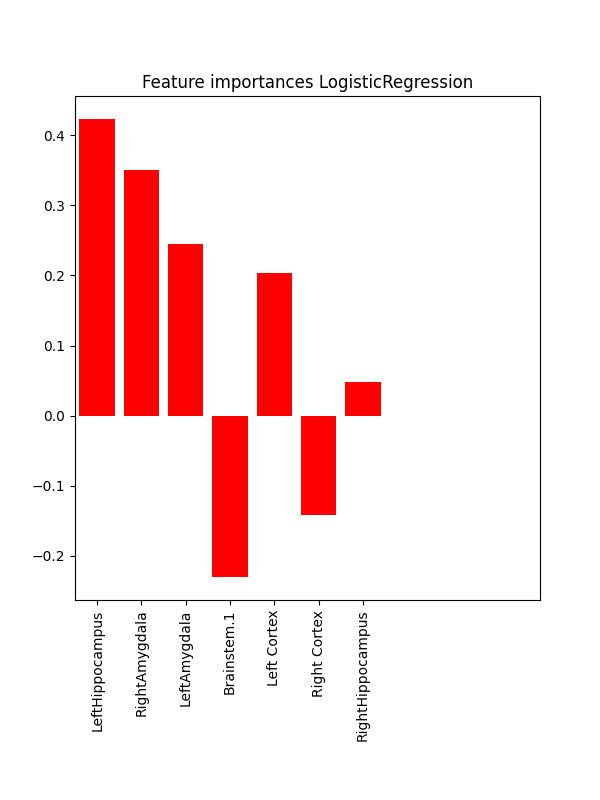 Feature importances LogisticRegression
0.4
0.3
0.2
0.1
0.0
−0.1
−0.2
LeftHippocampus
RightAmygdala
LeftAmygdala
Brainstem.1
Left Cortex
Right Cortex
RightHippocampus